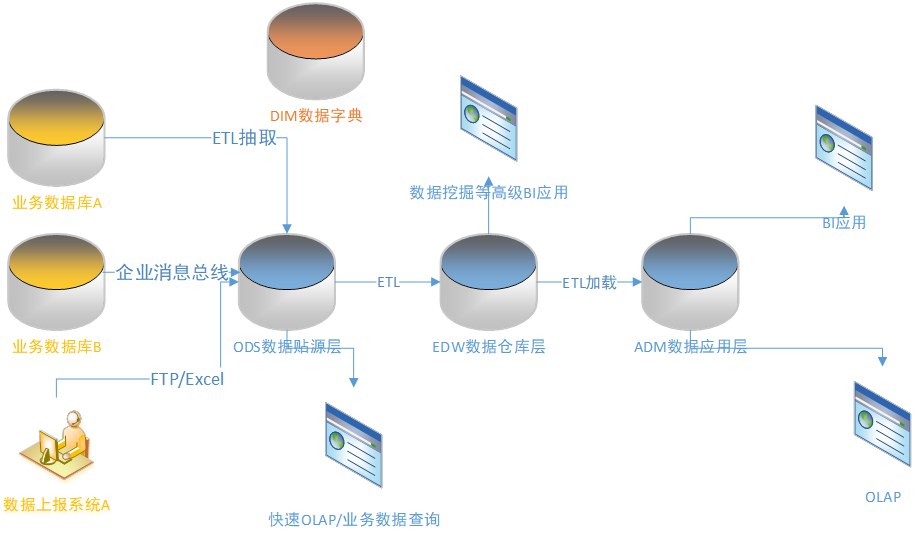 DIM数据字典
ETL抽取
业务数据库A
数据挖掘等高级BI应用
BI应用
企业消息总线
ETL
ETL加载
业务数据库B
ODS数据贴源层
EDW数据仓库层
ADM数据应用层
FTP/Excel
数据上报系统A
OLAP
快速OLAP/业务数据查询